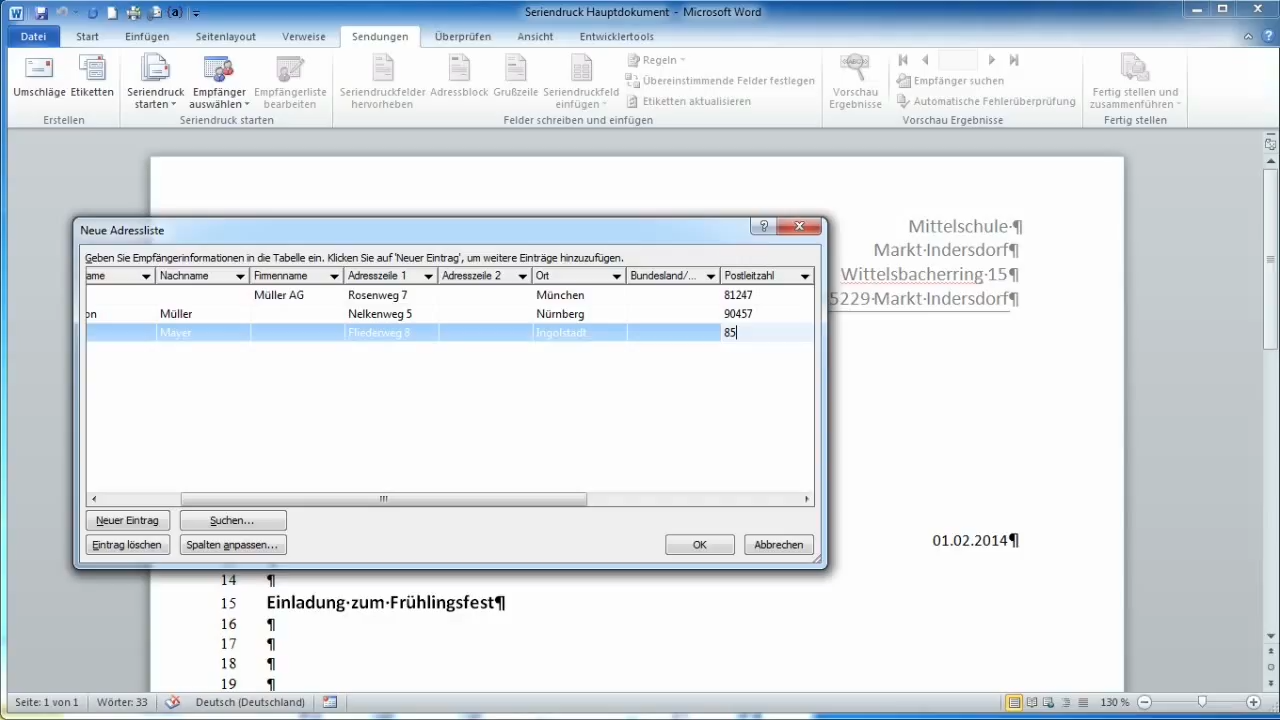 Seriendruck Hauptdokument - Microsoft Word
Datei Start Einfügen Seitenlayout Verweise Sendungen Überprüfen Ansicht Entwicklertools
Umschläge Etiketten
Erstellen
Seriendruck starten
Empfänger auswählen
Empfängerliste bearbeiten
Seriendruck starten
Seriendruckfelder hervorheben
Adressblock
Grußzeile
Seriendruckfeld einfügen
Regeln
Übereinstimmende Felder festlegen
Etiketten aktualisieren
Felder schreiben und einfügen
Vorschau Ergebnisse
Empfänger suchen
Automatische Fehlerüberprüfung
Vorschau Ergebnisse
Fertig stellen und zusammenführen
Fertig stellen
Mittelschule·¶
Markt·Indersdorf¶
Wittelsbacherring·15¶
5229·Markt·Indersdorf¶
Neue Adressliste
Geben Sie Empfängerinformationen in die Tabelle ein. Klicken Sie auf 'Neuer Eintrag', um weitere Einträge hinzuzufügen.
ame Nachname Firmenname Adresszeile 1 Adresszeile 2 Ort Bundesland/... Postleitzahl
Müller AG Rosenweg 7 München 81247
on Müller Nelkenweg 5 Nürnberg 90457
Mayer Fliederweg 8 Ingolstadt 85
Neuer Eintrag Suchen...
Eintrag löschen Spalten anpassen... OK Abbrechen
01.02.2014¶
14 ¶
15 Einladung·zum·Frühlingsfest¶
16 ¶
17 ¶
18 ¶
19 ¶
Seite: 1 von 1 Wörter: 33 Deutsch (Deutschland) 130 %